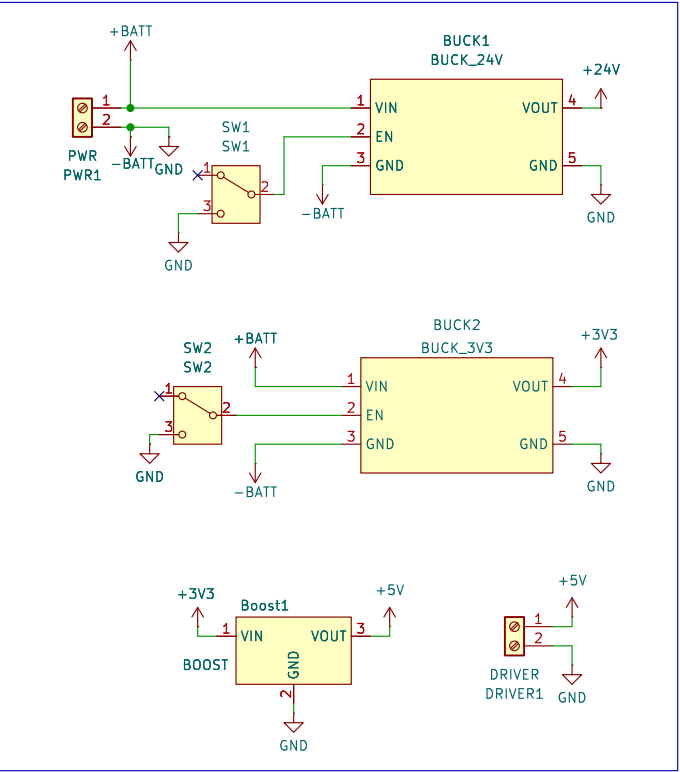 +BATT
BUCK1
BUCK_24V
+24V
1
VIN
VOUT
4
1
2
EN
2
PWR
PWR1
-BATT
GND
SW1
SW1
3
GND
GND
5
1
2
3
-BATT
GND
GND
BUCK2
BUCK_3V3
+3V3
+BATT
SW2
SW2
1
VIN
VOUT
4
1
2
2
EN
3
3
GND
GND
5
GND
-BATT
GND
+3V3
Boost1
+5V
1
VIN
VOUT
3
BOOST
GND
2
GND
+5V
1
2
DRIVER
DRIVER1
GND